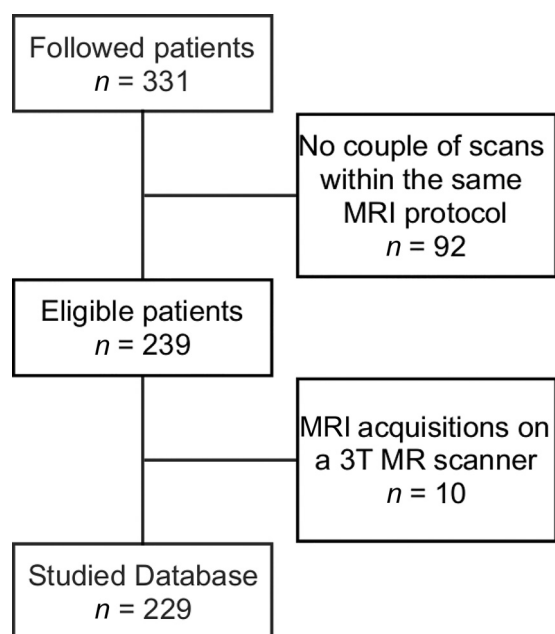 Followed patients
n = 331
No couple of scans
within the same
MRI protocol
n = 92
Eligible patients
n = 239
MRI acquisitions on
a 3T MR scanner
n = 10
Studied Database
n = 229